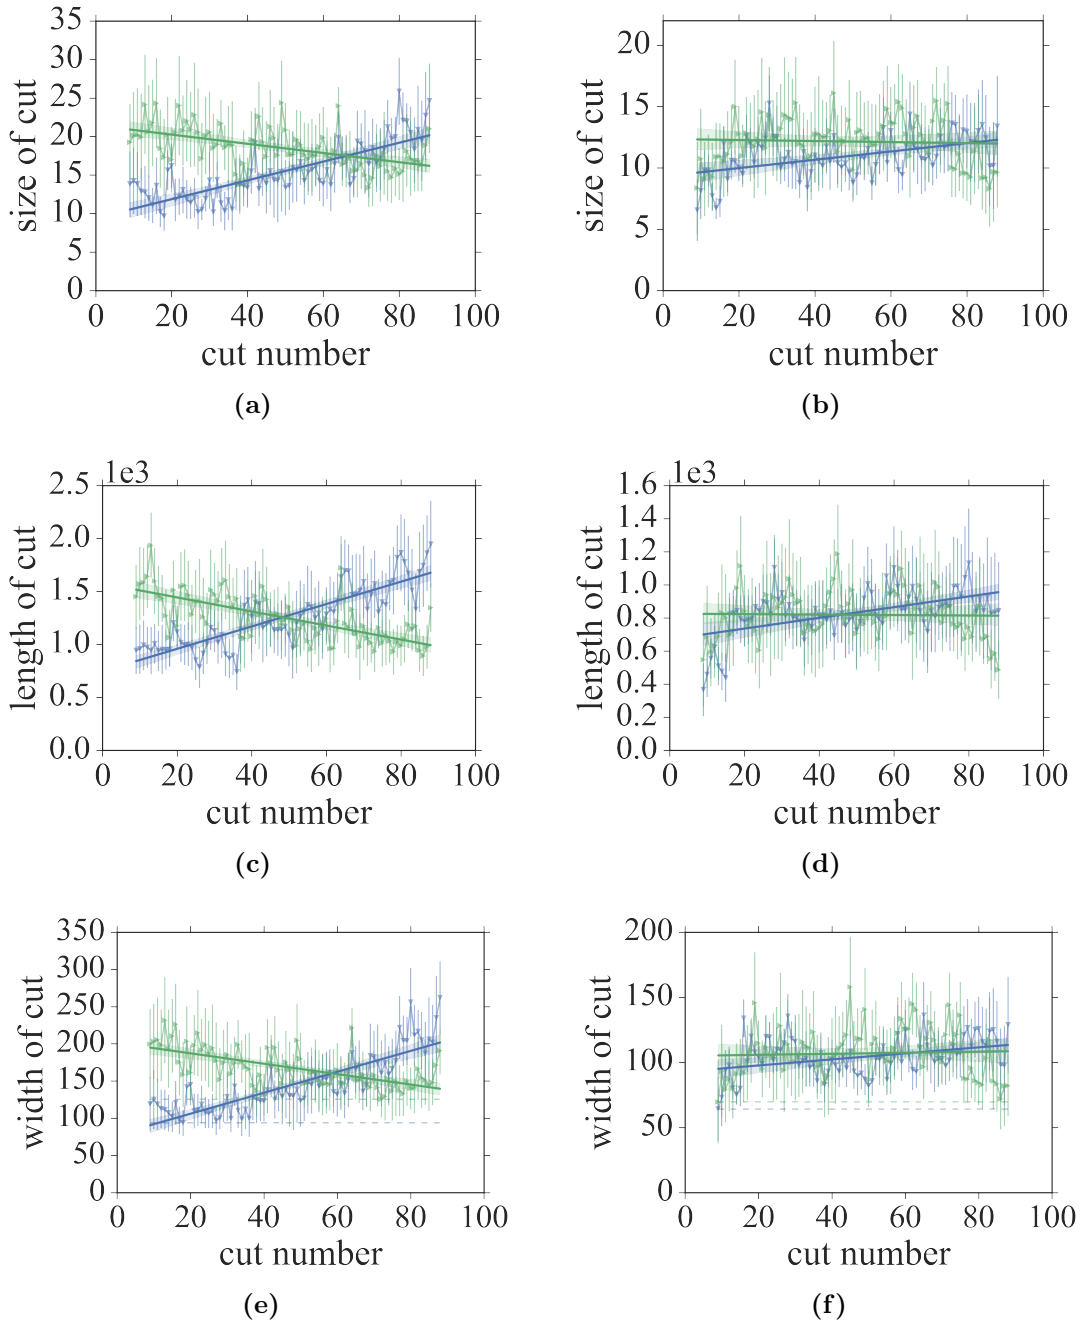 35
30
25
20
15
10
5
0
size of cut
0 20 40 60 80 100
cut number
(a)
20
15
10
5
0
size of cut
0 20 40 60 80 100
cut number
(b)
1e3
2.5
2.0
1.5
1.0
0.5
0.0
length of cut
0 20 40 60 80 100
cut number
(c)
1e3
1.6
1.4
1.2
1.0
0.8
0.6
0.4
0.2
0.0
length of cut
0 20 40 60 80 100
cut number
(d)
350
300
250
200
150
100
50
0
width of cut
0 20 40 60 80 100
cut number
(e)
200
150
100
50
0
width of cut
0 20 40 60 80 100
cut number
(f)